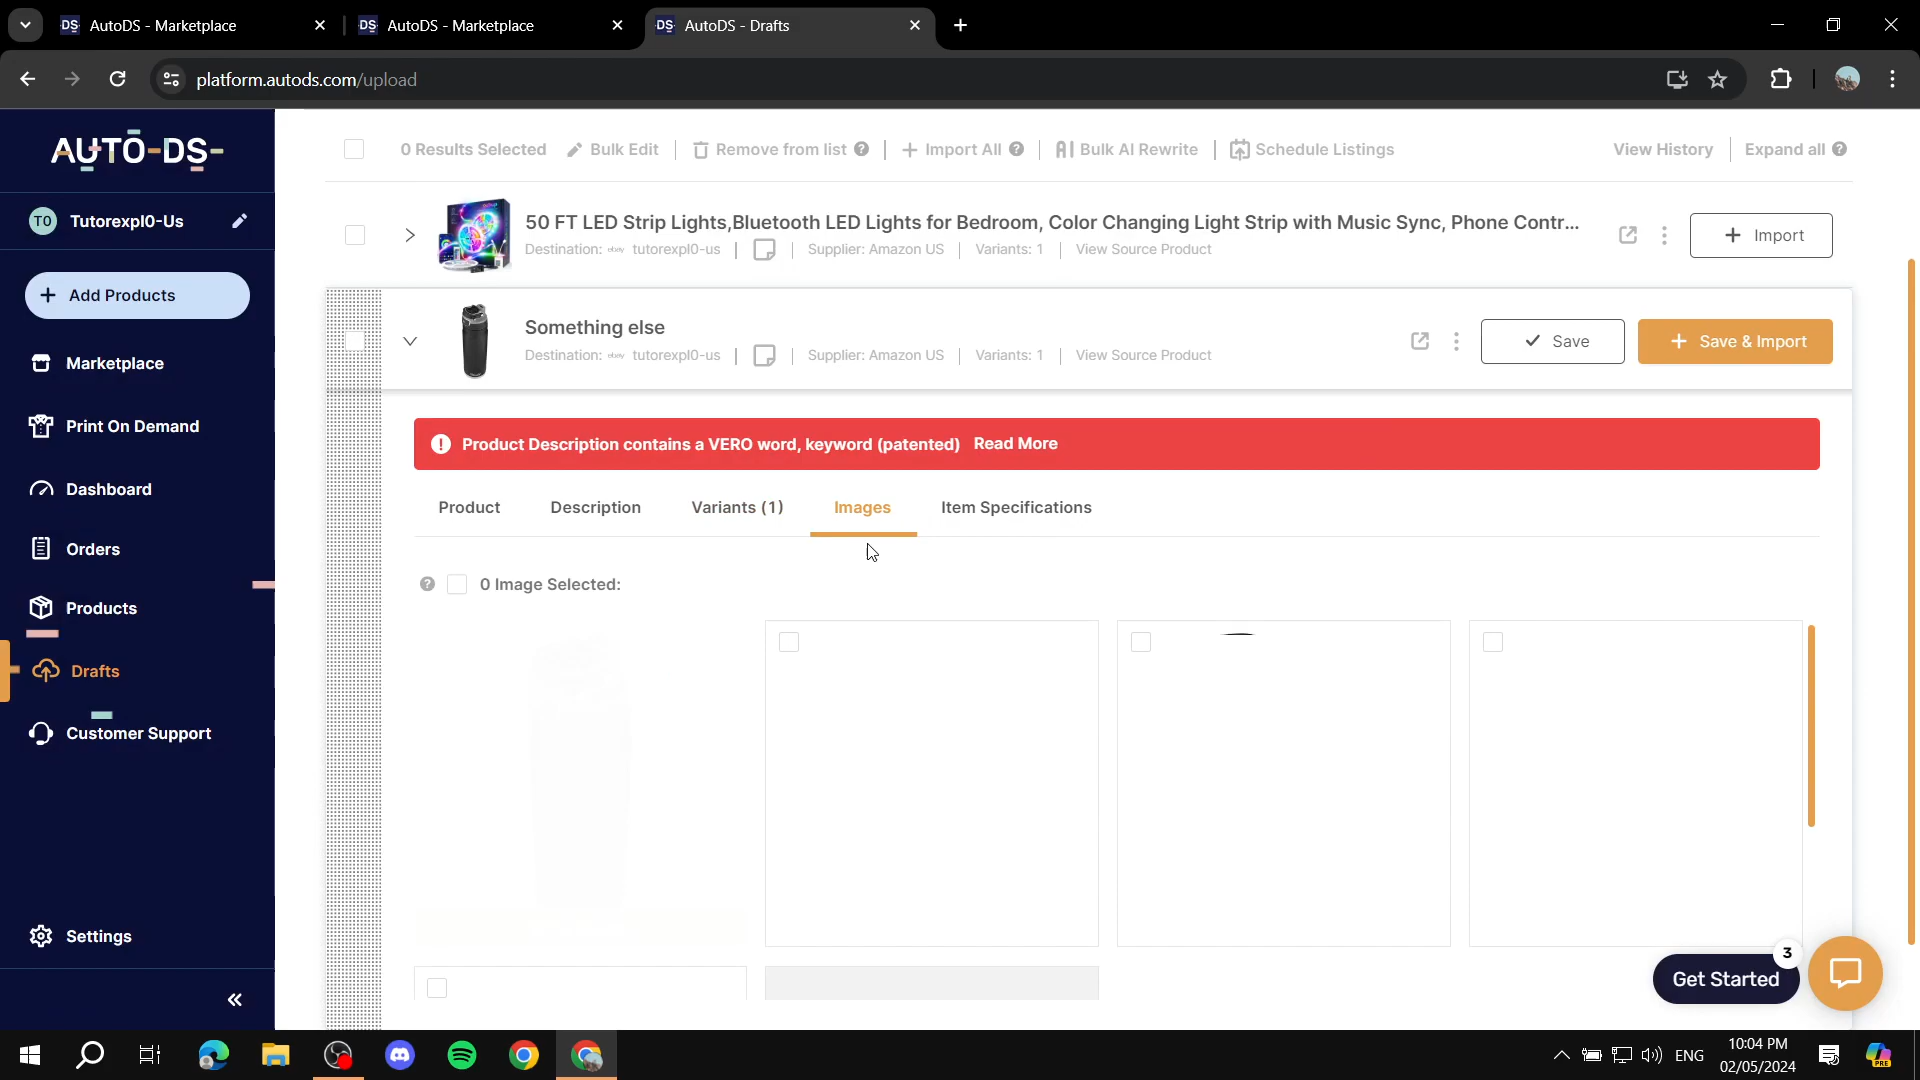 AutoDS - Marketplace
AutoDS - Marketplace
AutoDS - Drafts
platform.autods.com/upload
AUTO-DS-
TO Tutorexpl0-Us
+ Add Products
Marketplace
Print On Demand
Dashboard
Orders
Products
Drafts
Customer Support
Settings
0 Results Selected
Bulk Edit
Remove from list
+ Import All
Bulk AI Rewrite
Schedule Listings
View History
Expand all
50 FT LED Strip Lights,Bluetooth LED Lights for Bedroom, Color Changing Light Strip with Music Sync, Phone Contr...
Destination: ebay tutorexpl0-us | Supplier: Amazon US | Variants: 1 | View Source Product
+ Import
Something else
Destination: ebay tutorexpl0-us | Supplier: Amazon US | Variants: 1 | View Source Product
Save
+ Save & Import
Product Description contains a VERO word, keyword (patented) Read More
Product
Description
Variants (1)
Images
Item Specifications
0 Image Selected:
Get Started
3
ENG
10:04 PM
02/05/2024
PRE